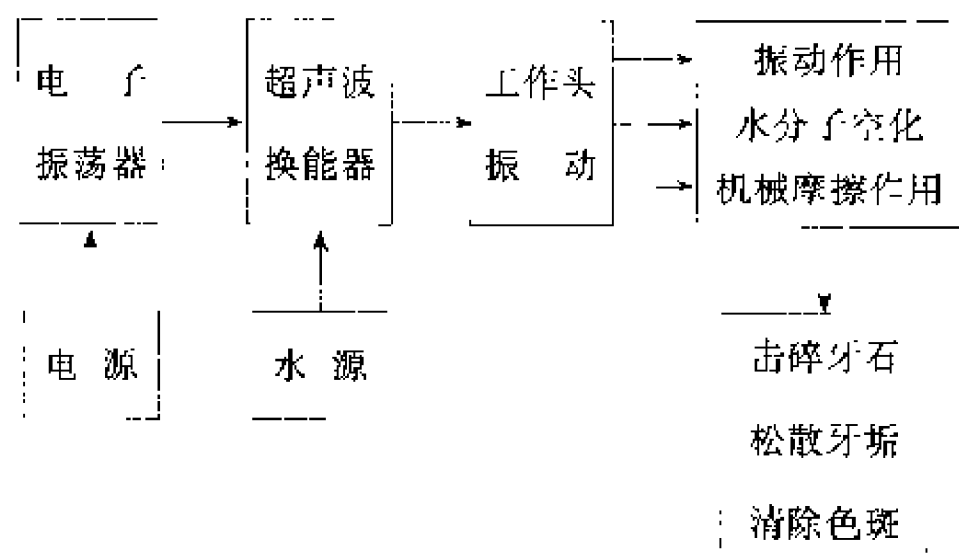 电子
振荡器
超声波
换能器
工作头
振动
振动作用
水分子空化
机械摩擦作用
电源
水源
击碎牙石
松散牙垢
清除色斑